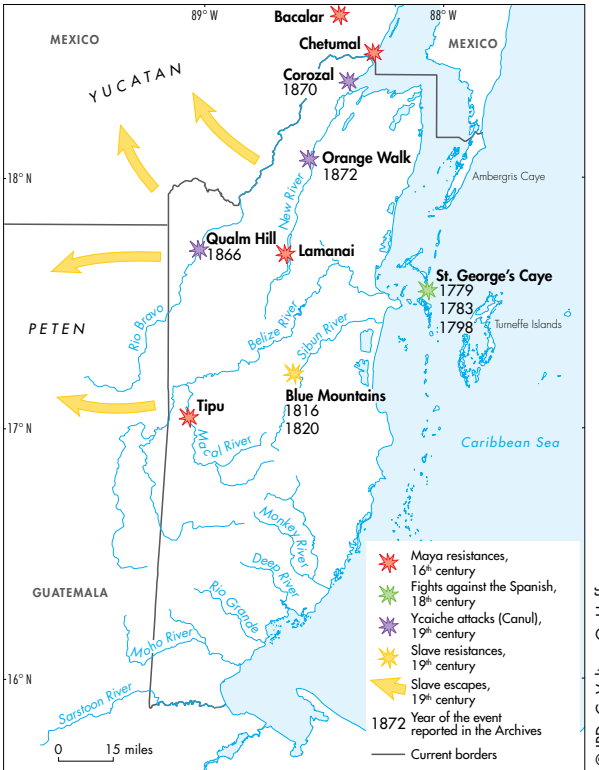 89°W
88°W
Bacalar
MEXICO
Chetumal
MEXICO
YUCATAN
Corozal
1870
Orange Walk
1872
18°N
Ambergris Caye
New River
Qualm Hill
1866
Lamanai
St. George's Caye
1779
1783
1798
Turneffe Islands
PETEN
Rio Bravo
Belize River
Sibun River
Blue Mountains
1816
1820
Tipu
17°N
Macal River
Caribbean Sea
Monkey River
Deep River
Rio Grande
GUATEMALA
Moho River
16°N
Sarstoon River
0 15 miles
Maya resistances,
16th century
Fights against the Spanish,
18th century
Ycaiche attacks (Canul),
19th century
Slave resistances,
19th century
Slave escapes,
19th century
1872 Year of the event
reported in the Archives
Current borders